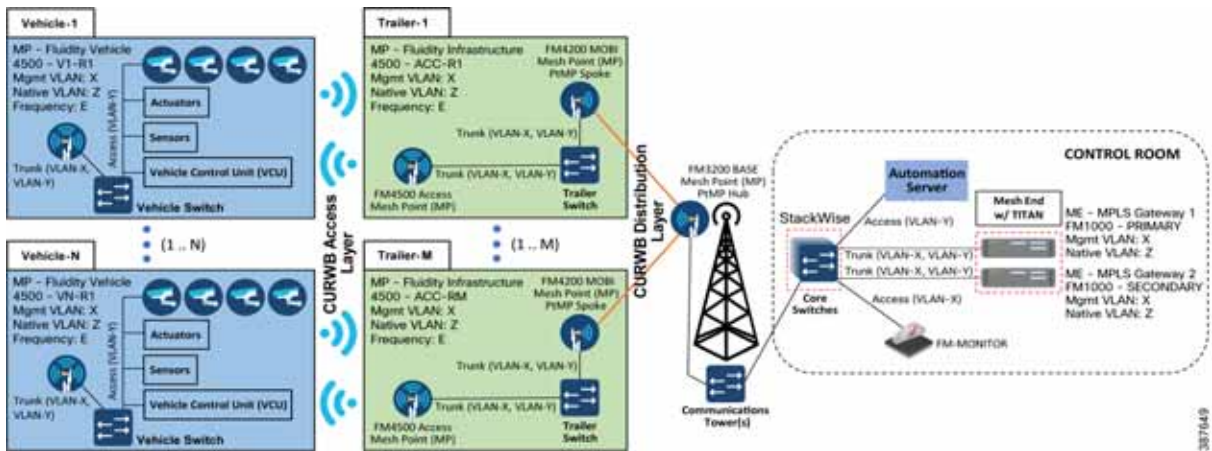 Vehicle-1
MP - Fluidity Vehicle
4500 - V1-R1
Mgmt VLAN: X
Native VLAN: Z
Frequency: E
Access (VLAN-Y)
Actuators
Sensors
Vehicle Control Unit (VCU)
Trunk (VLAN-X,
VLAN-Y)
Vehicle Switch
(1 .. N)
Vehicle-N
MP - Fluidity Vehicle
4500 - VN-R1
Mgmt VLAN: X
Native VLAN: Z
Frequency: E
Access (VLAN-Y)
Actuators
Sensors
Vehicle Control Unit (VCU)
Trunk (VLAN-X,
VLAN-Y)
Vehicle Switch
CURWB Access
Layer
Trailer-1
MP - Fluidity Infrastructure
4500 - ACC-R1
Mgmt VLAN: X
Native VLAN: Z
Frequency: E
FM4200 MOBI
Mesh Point (MP)
PtMP Spoke
Trunk (VLAN-X, VLAN-Y)
Trunk (VLAN-X, VLAN-Y)
FM4500 Access
Mesh Point (MP)
Trailer
Switch
(1 .. M)
Trailer-M
MP - Fluidity Infrastructure
4500 - ACC-RM
Mgmt VLAN: X
Native VLAN: Z
Frequency: E
FM4200 MOBI
Mesh Point (MP)
PtMP Spoke
Trunk (VLAN-X, VLAN-Y)
Trunk (VLAN-X, VLAN-Y)
FM4500 Access
Mesh Point (MP)
Trailer
Switch
CURWB Distribution
Layer
FM3200 BASE
Mesh Point (MP)
PtMP Hub
Communications
Tower(s)
CONTROL ROOM
Automation
Server
StackWise
Access (VLAN-Y)
Trunk (VLAN-X, VLAN-Y)
Trunk (VLAN-X, VLAN-Y)
Access (VLAN-X)
Core
Switches
FM-MONITOR
Mesh End
w/ TITAN
ME - MPLS Gateway 1
FM1000 - PRIMARY
Mgmt VLAN: X
Native VLAN: Z
ME - MPLS Gateway 2
FM1000 - SECONDARY
Mgmt VLAN: X
Native VLAN: Z
387649